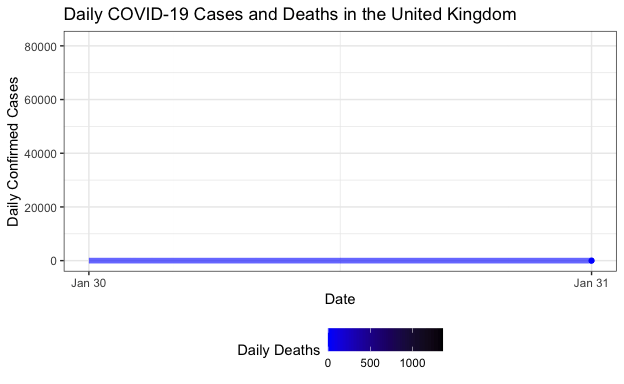 Daily COVID-19 Cases and Deaths in the United Kingdom
80000
60000
40000
20000
0
Daily Confirmed Cases
Jan 30
Jan 31
Date
Daily Deaths
0
500
1000